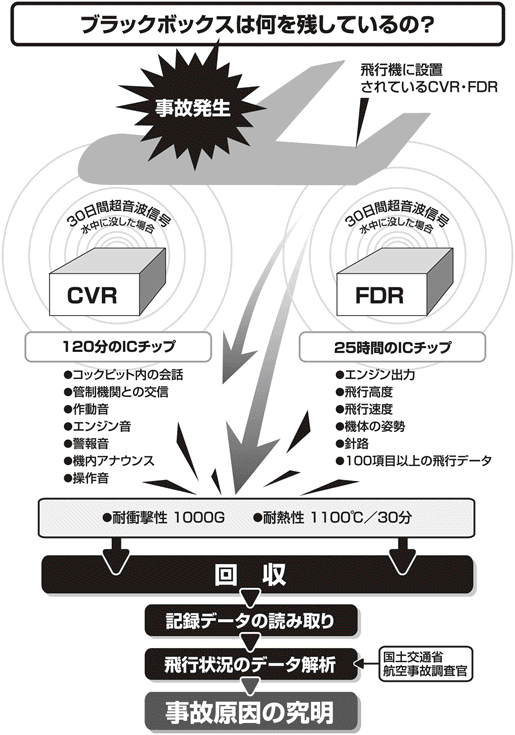 ブラックボックスは何を残しているの?
事故発生
飛行機に設置
されているCVR・FDR
30日間超音波信号
水中に没した場合
CVR
120分のICチップ
●コックピット内の会話
●管制機関との交信
●作動音
●エンジン音
●警報音
●機内アナウンス
●操作音
30日間超音波信号
水中に没した場合
FDR
25時間のICチップ
●エンジン出力
●飛行高度
●飛行速度
●機体の姿勢
●針路
●100項目以上の飛行データ
●耐衝撃性 1000G ●耐熱性 1100℃/30分
回 収
記録データの読み取り
飛行状況のデータ解析
国土交通省
航空事故調査官
事故原因の究明